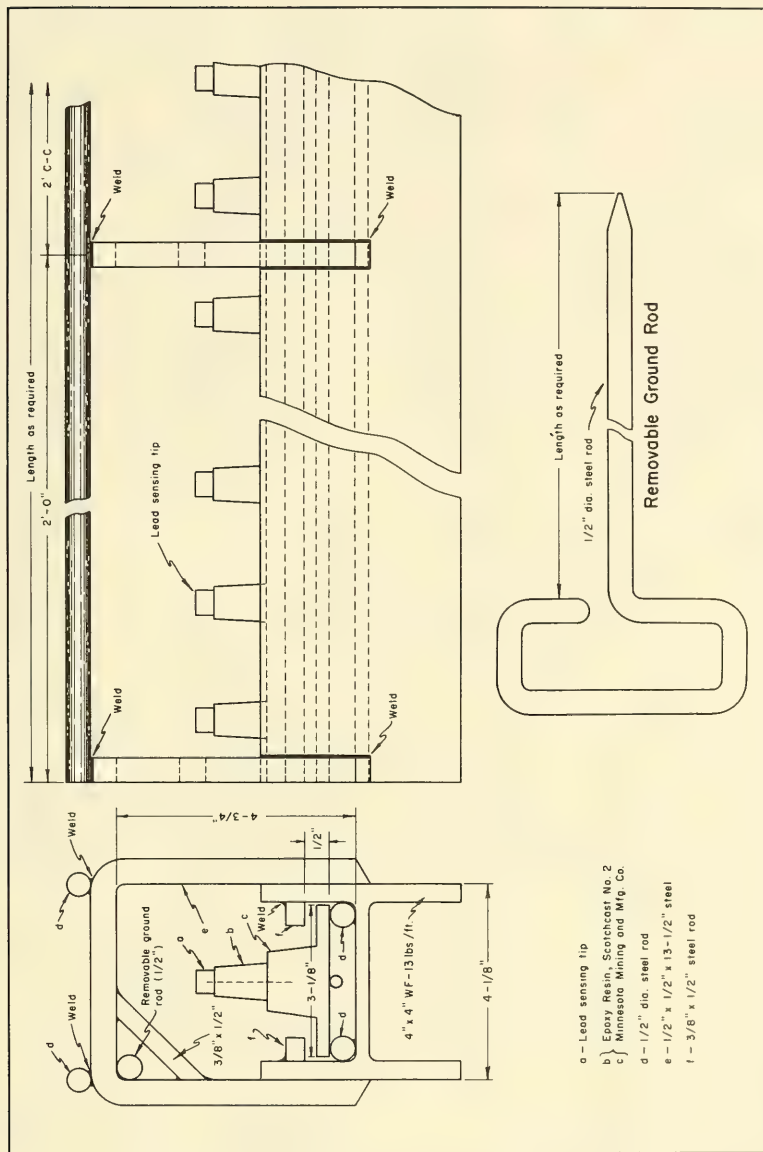 Length as required
2' C-C
2'-0"
Weld
Weld
Weld
Weld
Lead sensing tip
d
Weld
Weld
d
Removable ground
rod (1/2")
3/8" x 1/2"
a
b
c
e
f
Weld
f
3-1/8"
1/2"
4-3/4"
d
d
4" x 4" WF-13 lbs/ft.
4-1/8"
a - Lead sensing tip
b } Epoxy Resin, Scotchcast No. 2
c } Minnesota Mining and Mfg. Co.
d - 1/2" dia. steel rod
e - 1/2" x 1/2" x 13-1/2" steel
f - 3/8" x 1/2" steel rod
Length as required
1/2" dia. steel rod
Removable Ground Rod